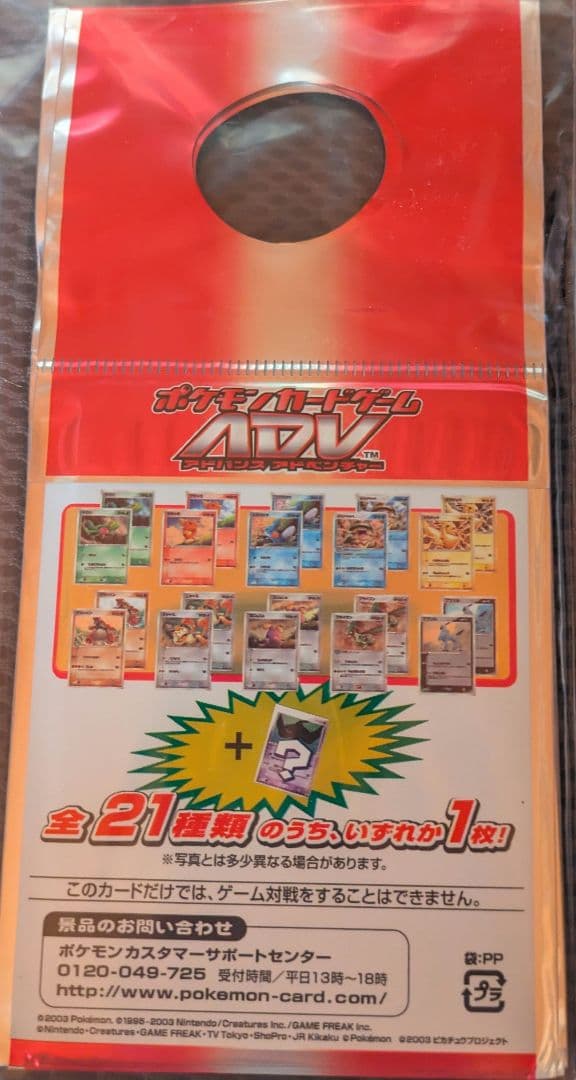 ポケモンカードゲーム
ADV™
アドバンス アドベンチャー
+
?
全21種類のうち、いずれか1枚!
※写真とは多少異なる場合があります。
このカードだけでは、ゲーム対戦をすることはできません。
景品のお問い合わせ
ポケモンカスタマーサポートセンター
0120-049-725 受付時間／平日13時〜18時
http://www.pokemon-card.com/
袋:PP
プラ
©2003 Pokémon. ©1995-2003 Nintendo/Creatures Inc./GAME FREAK Inc.
©Nintendo・Creatures・GAME FREAK・TV Tokyo・ShoPro・JR Kikaku ©Pokémon ©2003 ピカチュウプロジェクト